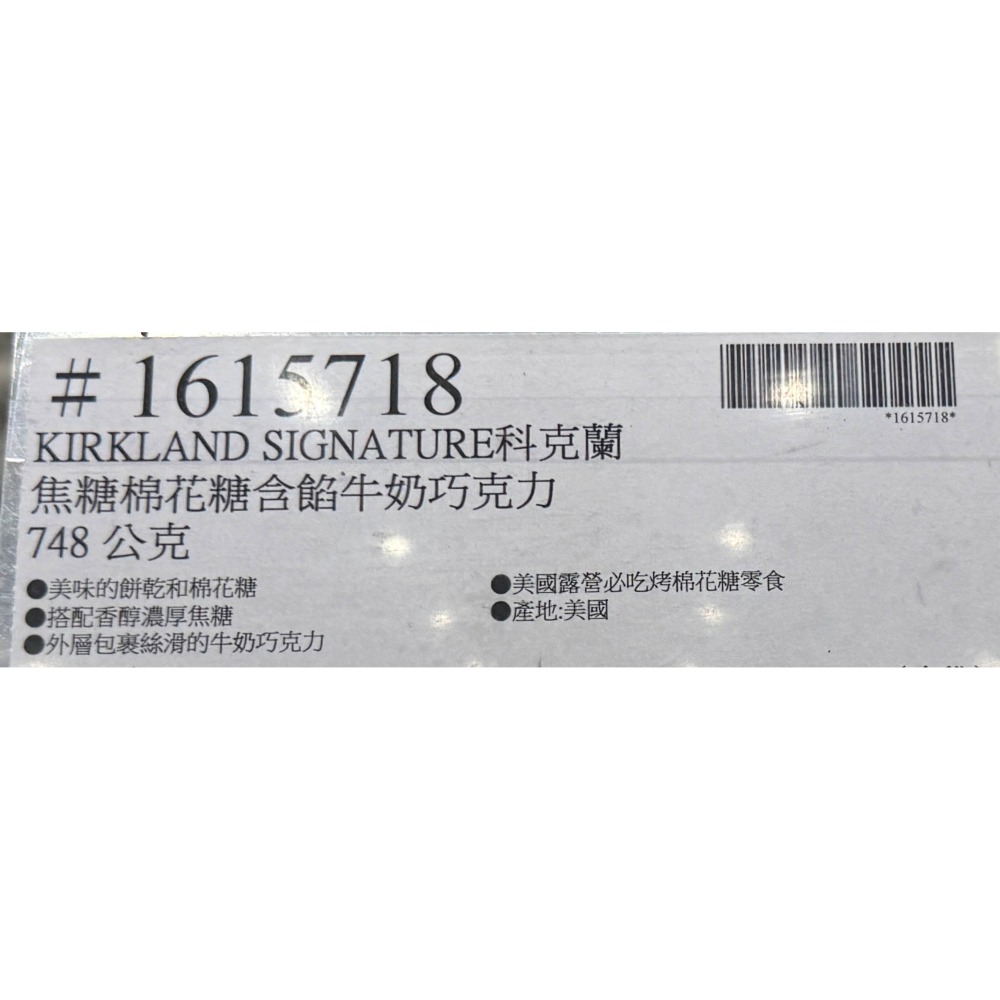 # 1615718
*1615718*
KIRKLAND SIGNATURE科克蘭
焦糖棉花糖含餡牛奶巧克力
748 公克
●美味的餅乾和棉花糖
●搭配香醇濃厚焦糖
●外層包裹絲滑的牛奶巧克力
●美國露營必吃烤棉花糖零食
●產地:美國